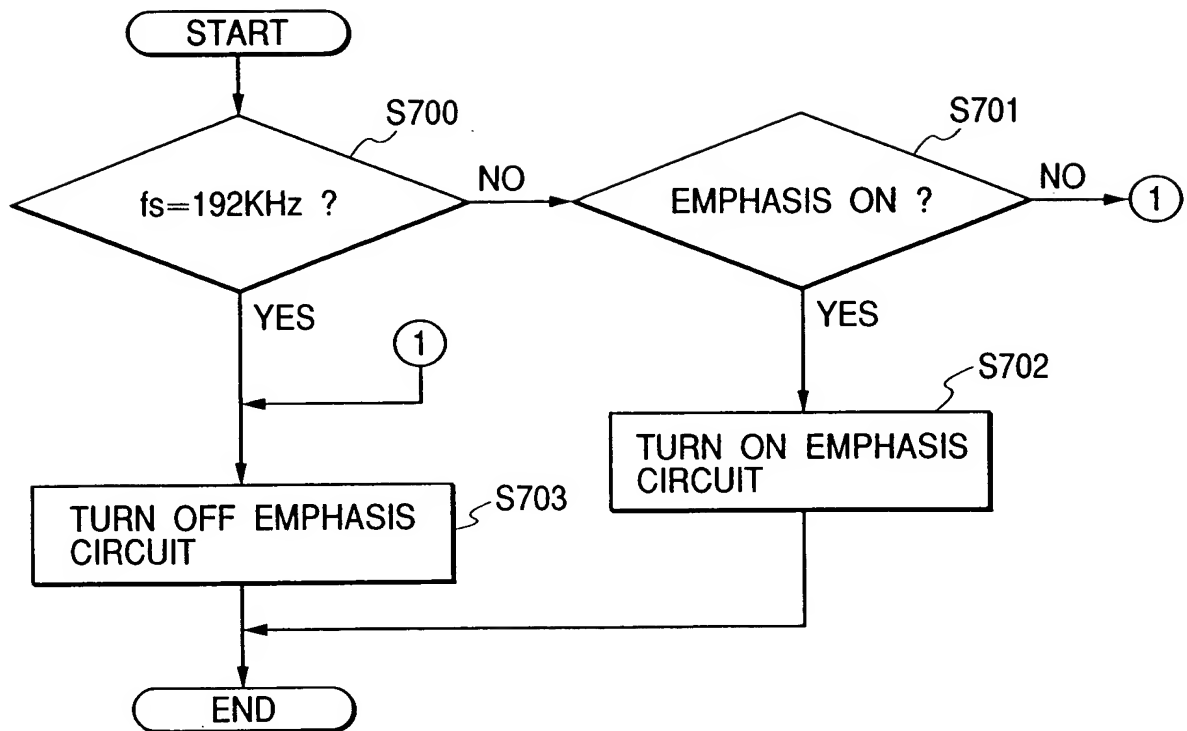 START
S700
fs=192KHz ?
NO
S701
EMPHASIS ON ?
NO
1
YES
1
YES
S702
TURN ON EMPHASIS
CIRCUIT
S703
TURN OFF EMPHASIS
CIRCUIT
END